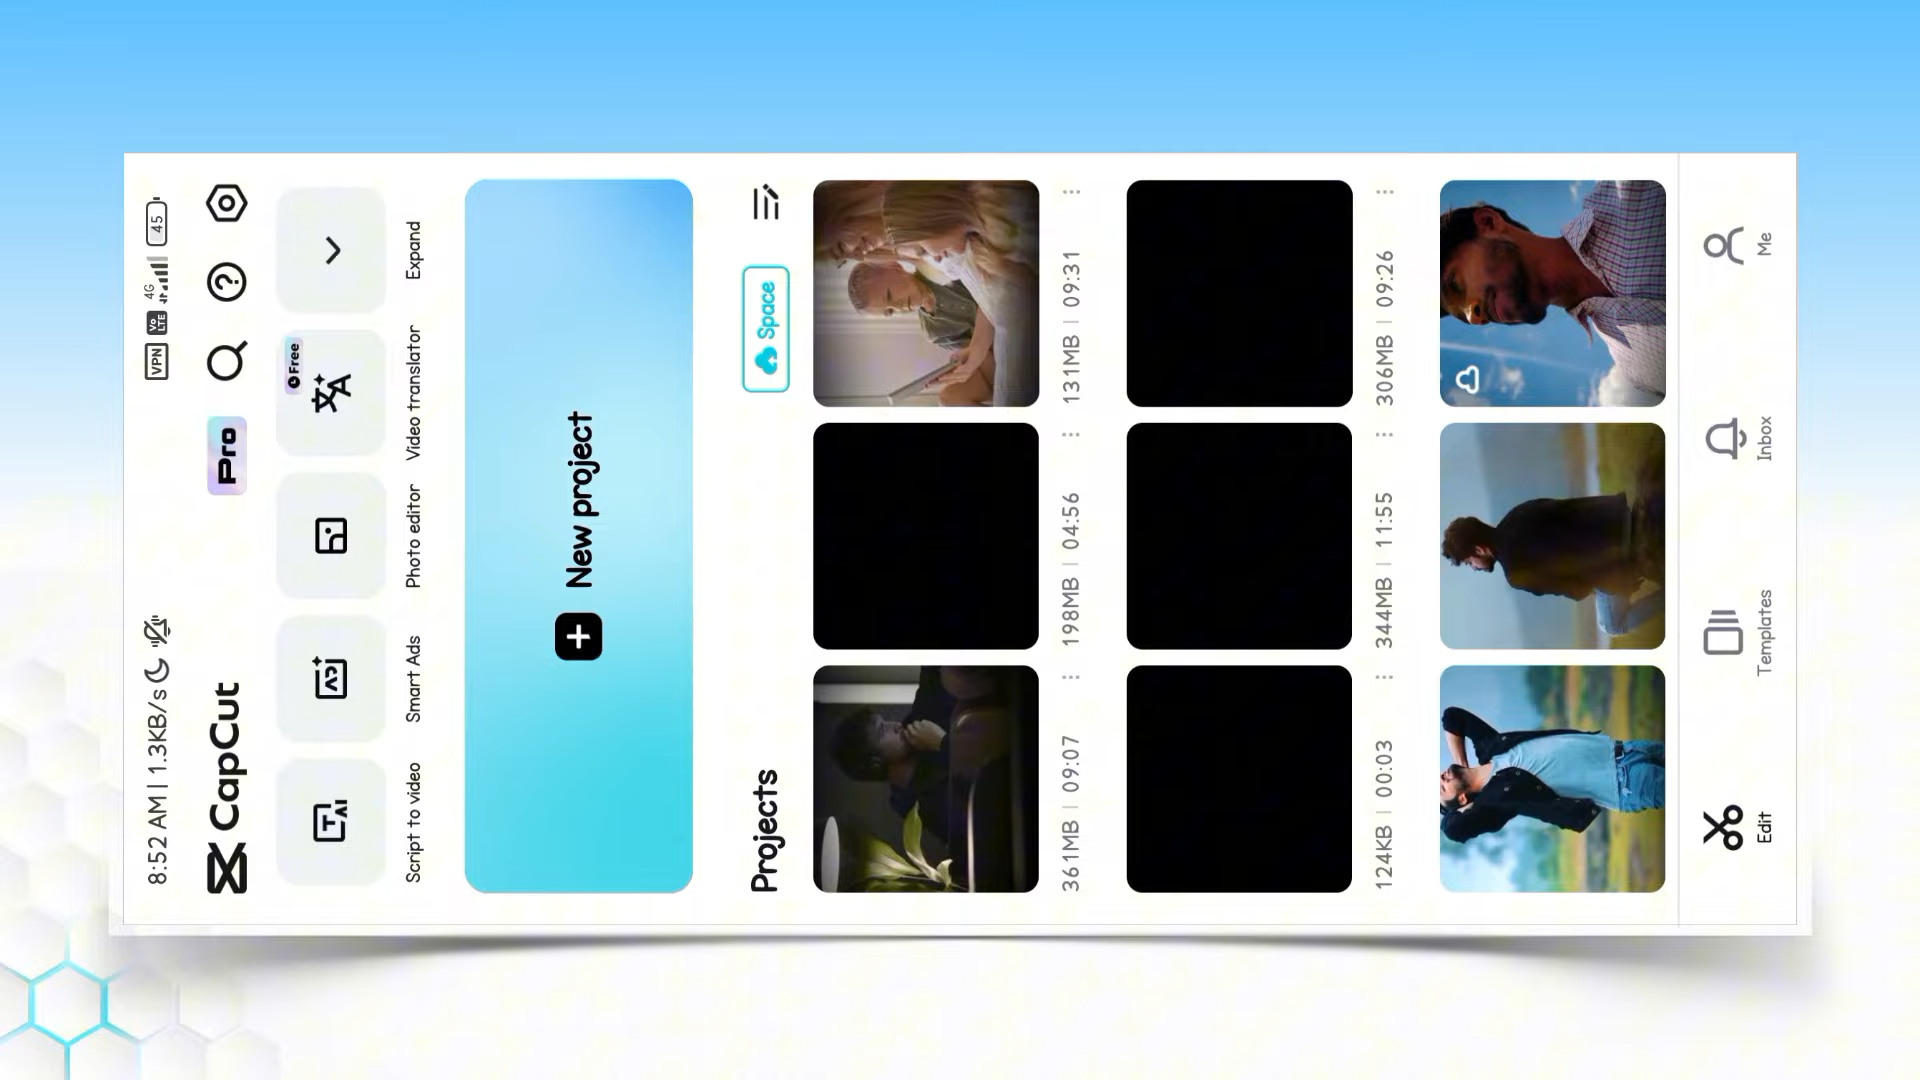 8:52 AM | 1.3KB/s VPN Vo LTE 4G 45
CapCut Pro
Free
Script to video Smart Ads Photo editor Video translator Expand
New project
Projects Space
361MB | 09:07 198MB | 04:56 131MB | 09:31
124KB | 00:03 344MB | 11:55 306MB | 09:26
Edit Templates Inbox Me